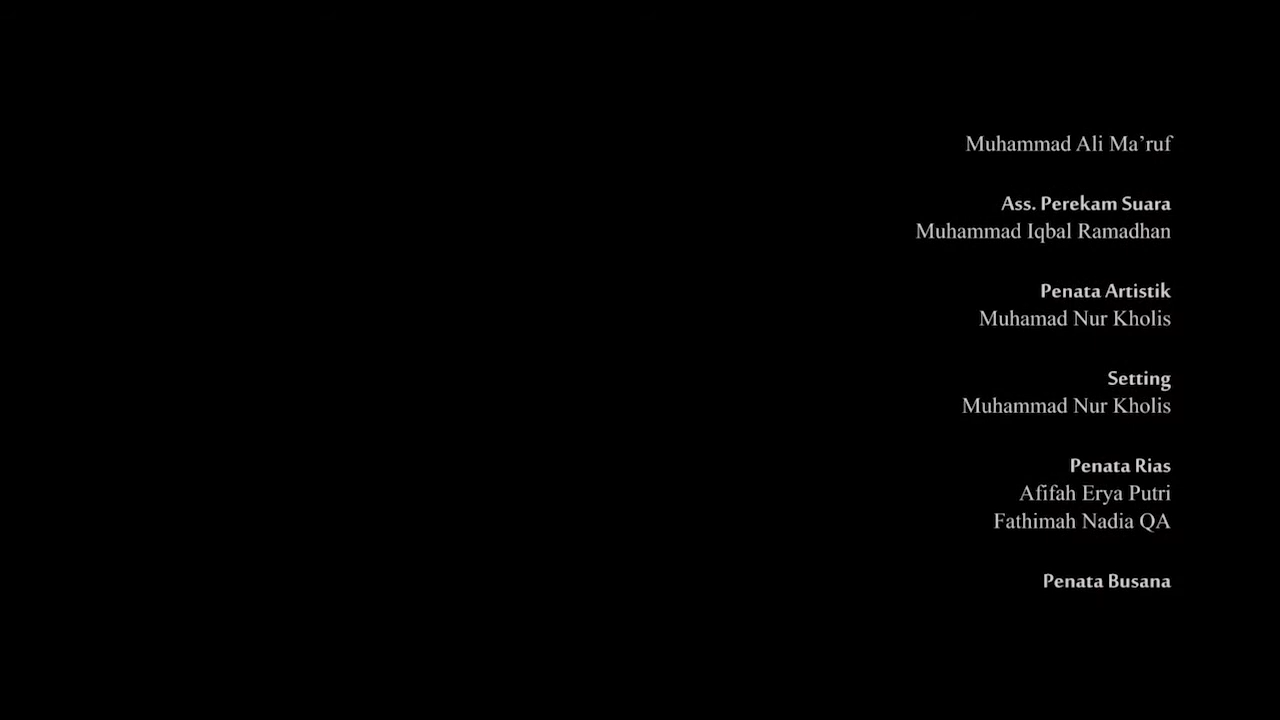 Muhammad Ali Ma’ruf
Ass. Perekam Suara
Muhammad Iqbal Ramadhan
Penata Artistik
Muhamad Nur Kholis
Setting
Muhammad Nur Kholis
Penata Rias
Afifah Erya Putri
Fathimah Nadia QA
Penata Busana